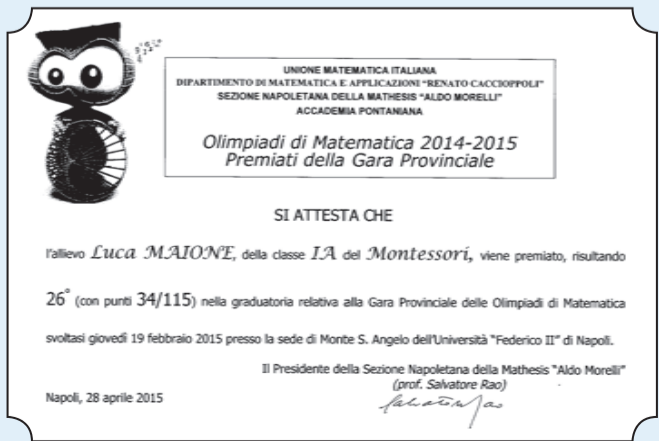 UNIONE MATEMATICA ITALIANA
DIPARTIMENTO DI MATEMATICA E APPLICAZIONI "RENATO CACCIOPPOLI"
SEZIONE NAPOLETANA DELLA MATHESIS "ALDO MORELLI"
ACCADEMIA PONTANIANA
Olimpiadi di Matematica 2014-2015
Premiati della Gara Provinciale
SI ATTESTA CHE
l'allievo Luca MAIONE, della classe IA del Montessori, viene premiato, risultando
26° (con punti 34/115) nella graduatoria relativa alla Gara Provinciale delle Olimpiadi di Matematica
svoltasi giovedì 19 febbraio 2015 presso la sede di Monte S. Angelo dell'Università "Federico II" di Napoli.
Il Presidente della Sezione Napoletana della Mathesis "Aldo Morelli"
(prof. Salvatore Rao)
Napoli, 28 aprile 2015
Salvatore Rao